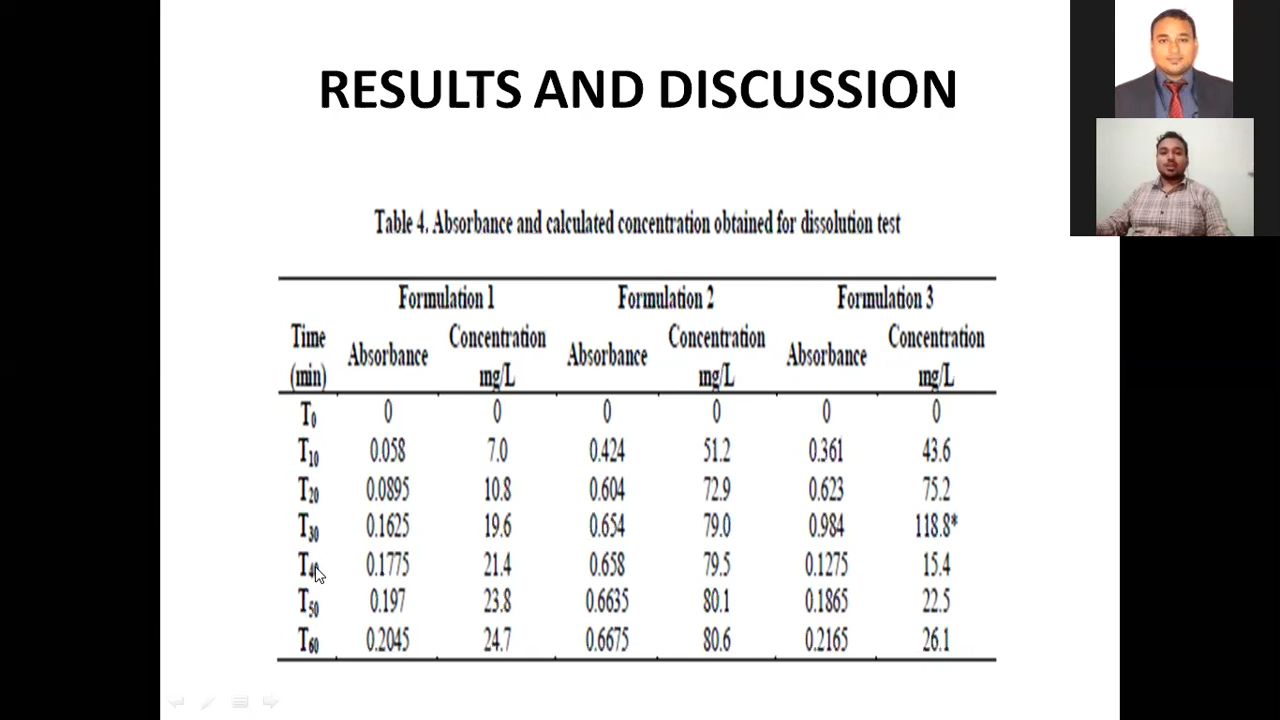 RESULTS AND DISCUSSION
Table 4. Absorbance and calculated concentration obtained for dissolution test
Formulation 1 Formulation 2 Formulation 3
Time (min) Absorbance Concentration mg/L Absorbance Concentration mg/L Absorbance Concentration mg/L
T0 0 0 0 0 0 0
T10 0.058 7.0 0.424 51.2 0.361 43.6
T20 0.0895 10.8 0.604 72.9 0.623 75.2
T30 0.1625 19.6 0.654 79.0 0.984 118.8*
T40 0.1775 21.4 0.658 79.5 0.1275 15.4
T50 0.197 23.8 0.6635 80.1 0.1865 22.5
T60 0.2045 24.7 0.6675 80.6 0.2165 26.1